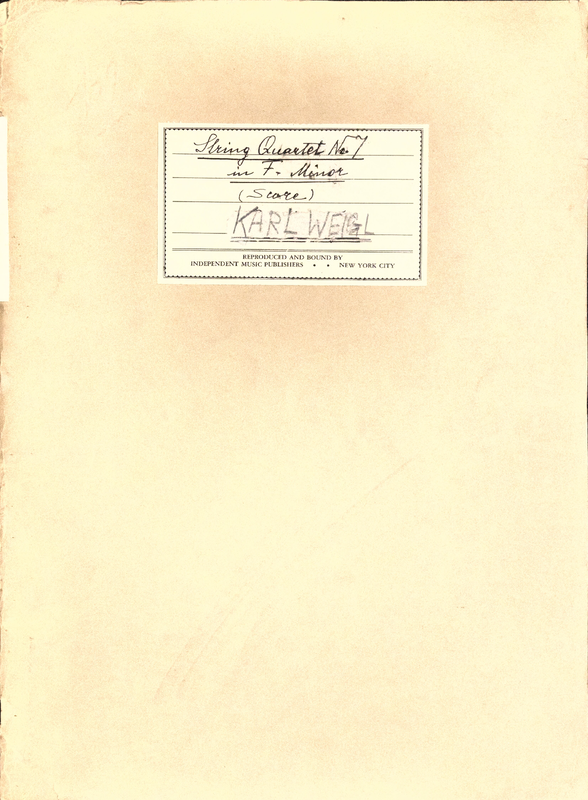 String Quartet No. 7
in F. Minor
(Score)
KARL WEIGL
REPRODUCED AND BOUND BY
INDEPENDENT MUSIC PUBLISHERS • • NEW YORK CITY